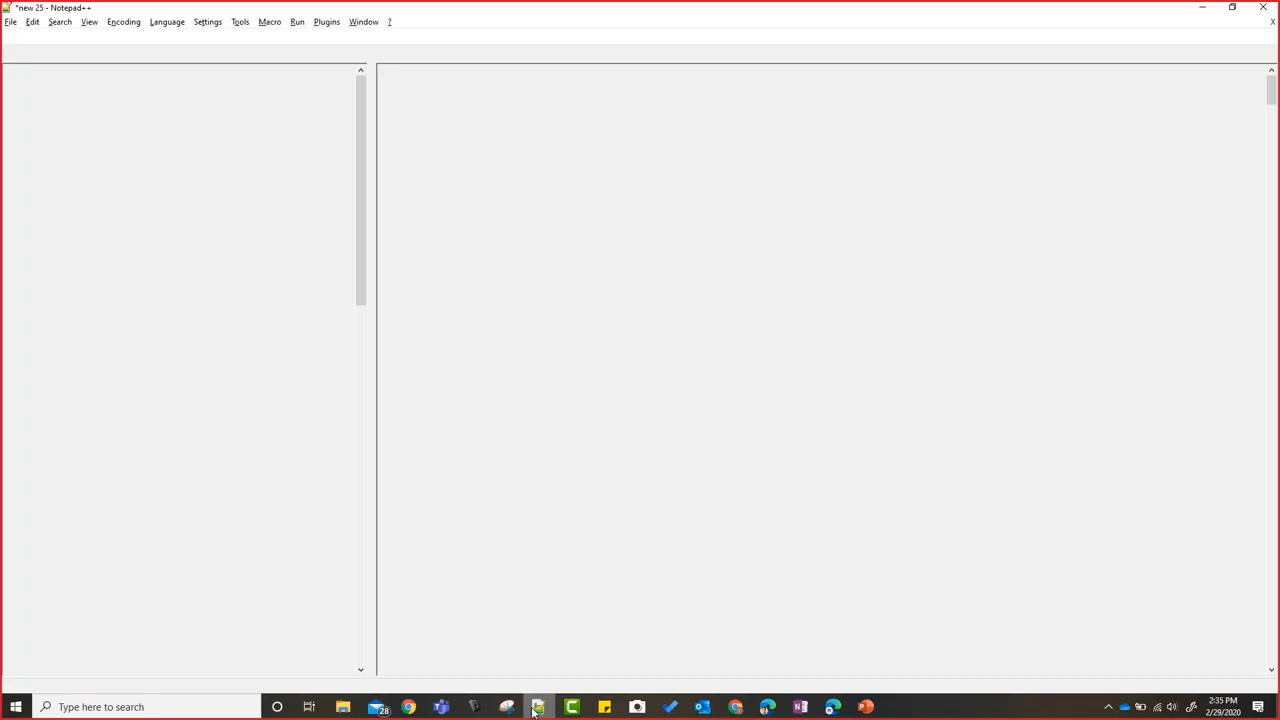 *new 25 - Notepad++
File Edit Search View Encoding Language Settings Tools Macro Run Plugins Window ?
X
Type here to search
28
2:35 PM
2/29/2020